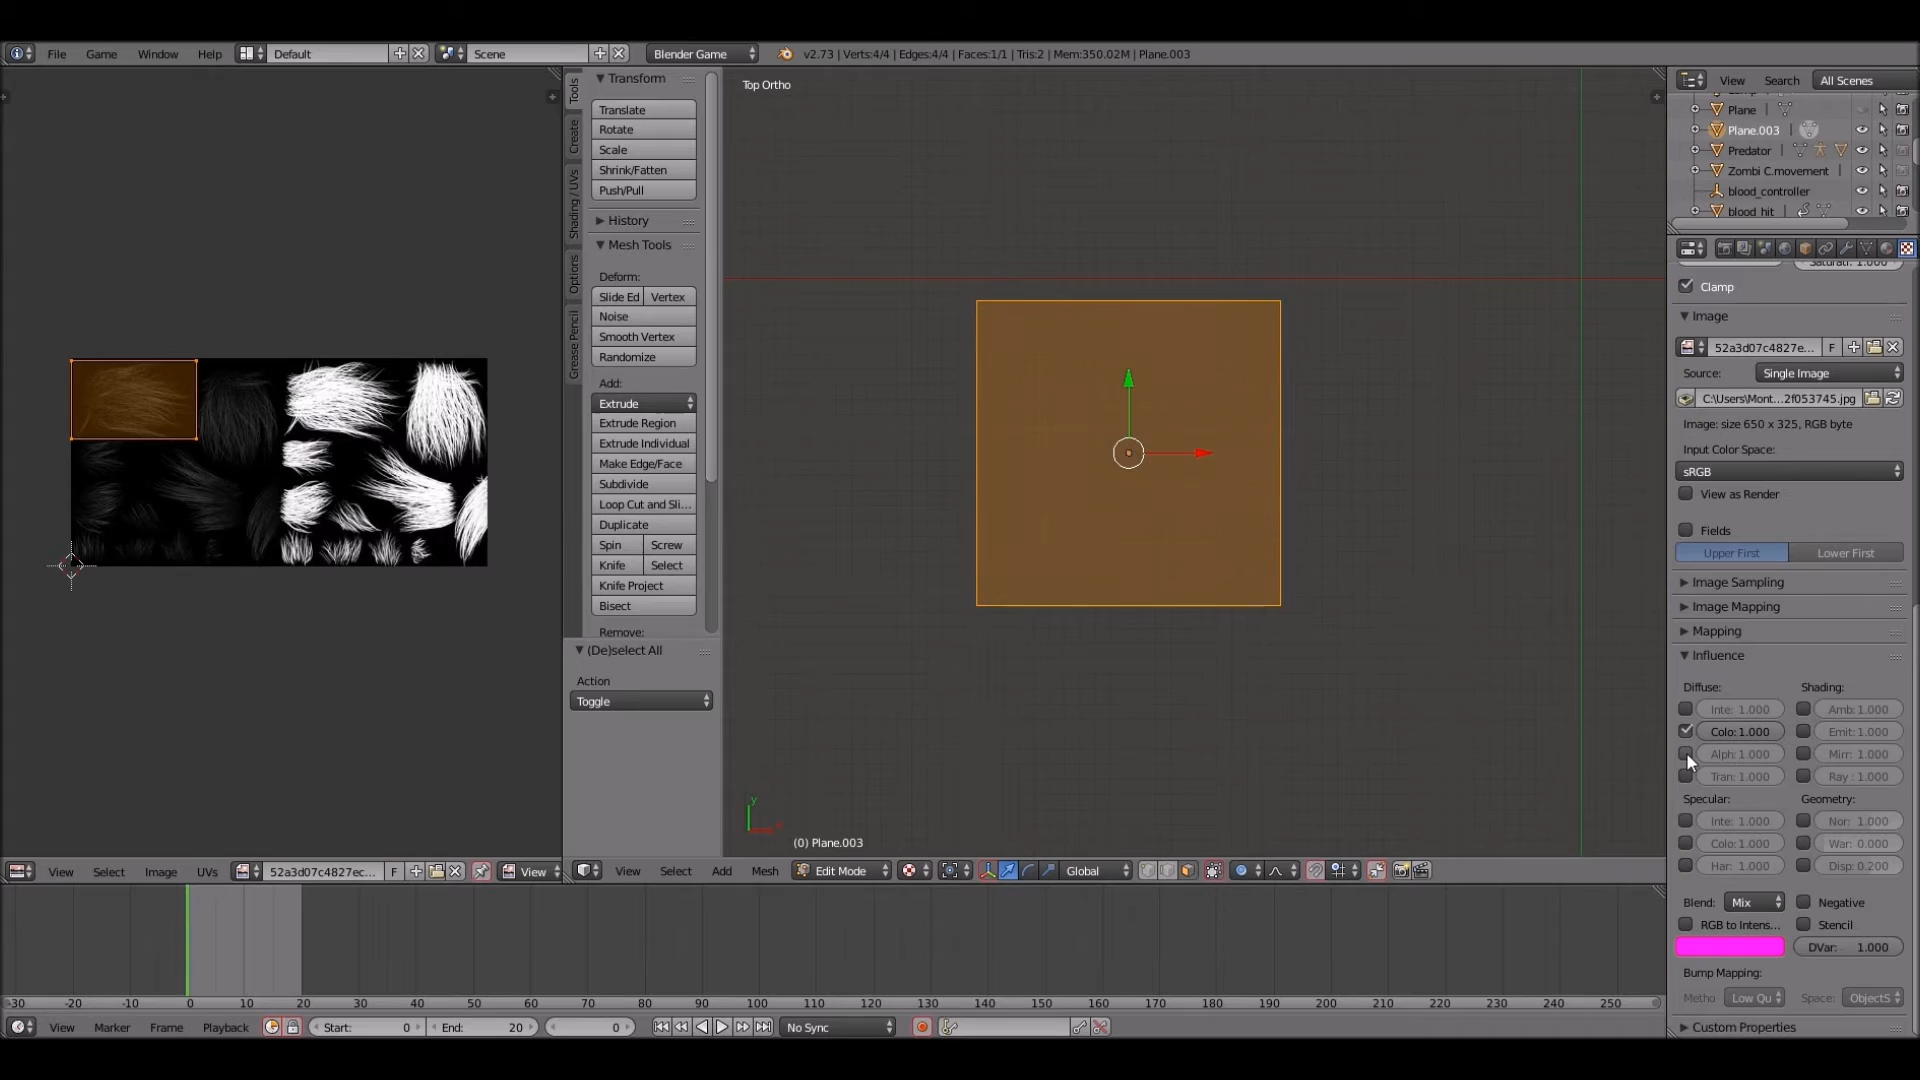 File Game Window Help Default Scene Blender Game v2.73 | Verts:4/4 | Edges:4/4 | Faces:1/1 | Tris:2 | Mem:350.02M | Plane.003
Tools
Create
Shading / UVs
Options
Grease Pencil
Transform
Translate
Rotate
Scale
Shrink/Fatten
Push/Pull
History
Mesh Tools
Deform:
Slide Ed Vertex
Noise
Smooth Vertex
Randomize
Add:
Extrude
Extrude Region
Extrude Individual
Make Edge/Face
Subdivide
Loop Cut and Sli...
Duplicate
Spin Screw
Knife Select
Knife Project
Bisect
Remove:
(De)select All
Action
Toggle
Top Ortho
y
(0) Plane.003
View Search All Scenes
Plane
Plane.003
Predator
Zombi C.movement
blood_controller
blood hit
Saturati: 1.000
Clamp
Image
52a3d07c4827e... F
Source: Single Image
C:\Users\Mont...2f053745.jpg
Image: size 650 x 325, RGB byte
Input Color Space:
sRGB
View as Render
Fields
Upper First Lower First
Image Sampling
Image Mapping
Mapping
Influence
Diffuse: Shading:
Inte: 1.000 Amb: 1.000
Colo: 1.000 Emit: 1.000
Alph: 1.000 Mirr: 1.000
Tran: 1.000 Ray : 1.000
Specular: Geometry:
Inte: 1.000 Nor: 1.000
Colo: 1.000 War: 0.000
Har: 1.000 Disp: 0.200
Blend: Mix Negative
RGB to Intens... Stencil
DVar: 1.000
Bump Mapping:
Metho Low Qu Space: ObjectS
Custom Properties
View Select Image UVs 52a3d07c4827ec... F View
View Select Add Mesh Edit Mode Global
-30 -20 -10 0 10 20 30 40 50 60 70 80 90 100 110 120 130 140 150 160 170 180 190 200 210 220 230 240 250
View Marker Frame Playback Start: 0 End: 20 0 No Sync